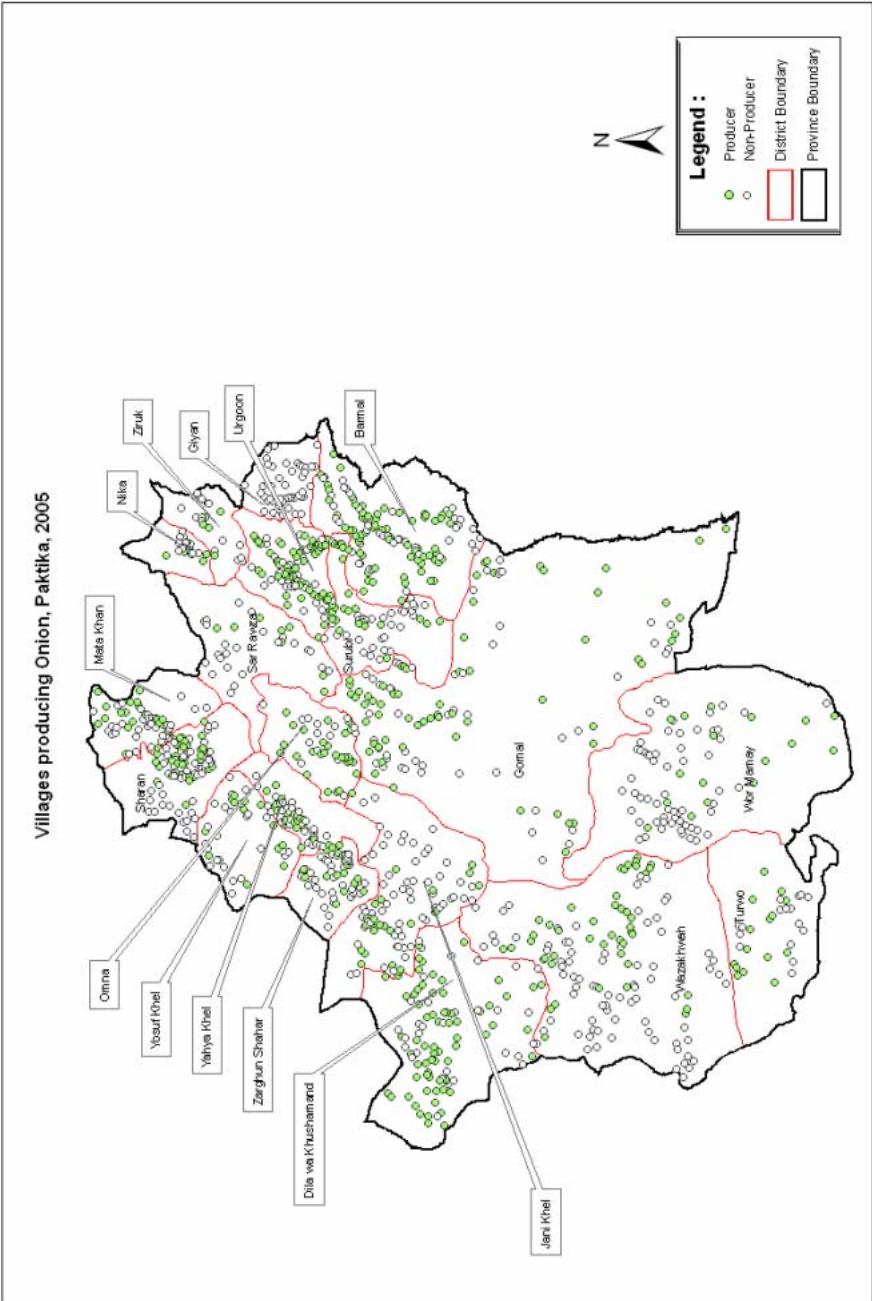 Villages producing Onion, Paktika, 2005
Mata Khan
Nika
Ziruk
Giyan
Urgoon
Barmal
Sharan
Sar Rawza
Surubi
Omna
Yosuf Khel
Yahya Khel
Zarghun Shahar
Dila wa Khushamand
Jani Khel
Gomal
Wor Mamay
Wazakhwah
Turwo
N
Legend :
Producer
Non-Producer
District Boundary
Province Boundary